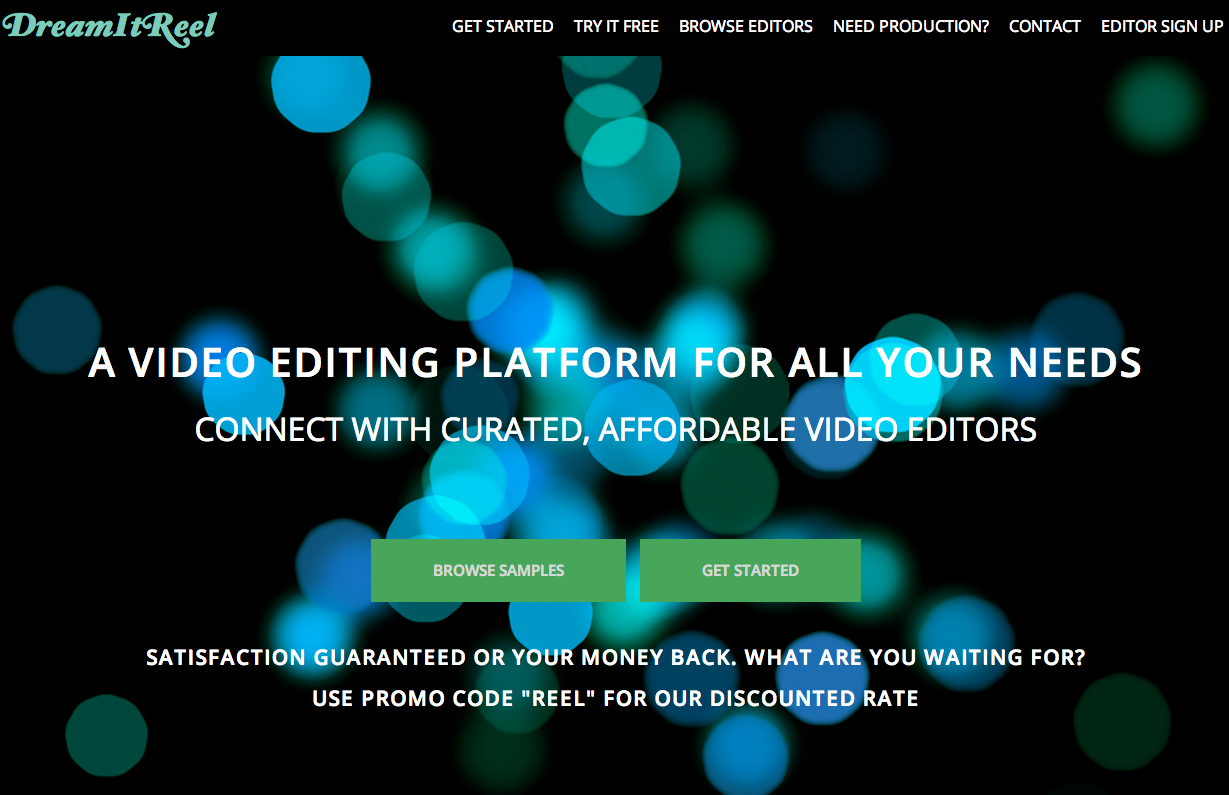 DreamItReel
GET STARTED TRY IT FREE BROWSE EDITORS NEED PRODUCTION? CONTACT EDITOR SIGN UP
A VIDEO EDITING PLATFORM FOR ALL YOUR NEEDS
CONNECT WITH CURATED, AFFORDABLE VIDEO EDITORS
BROWSE SAMPLES GET STARTED
SATISFACTION GUARANTEED OR YOUR MONEY BACK. WHAT ARE YOU WAITING FOR?
USE PROMO CODE "REEL" FOR OUR DISCOUNTED RATE